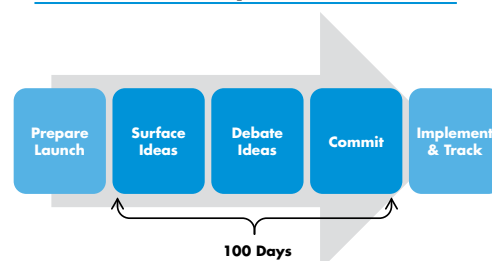 Prepare
Launch
Surface
Ideas
Debate
Ideas
Commit
Implement
& Track
100 Days